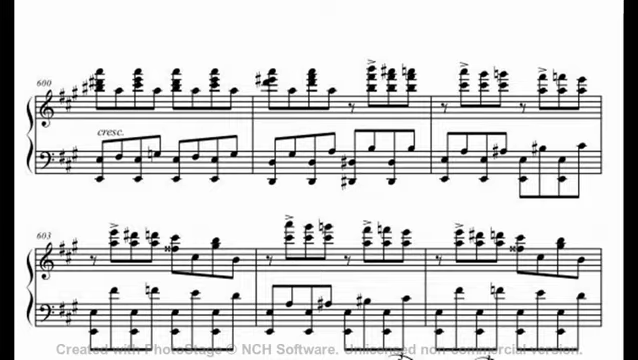 600
cresc.
603
Created with PhotoStage © NCH Software. Unlicensed non commercial version.